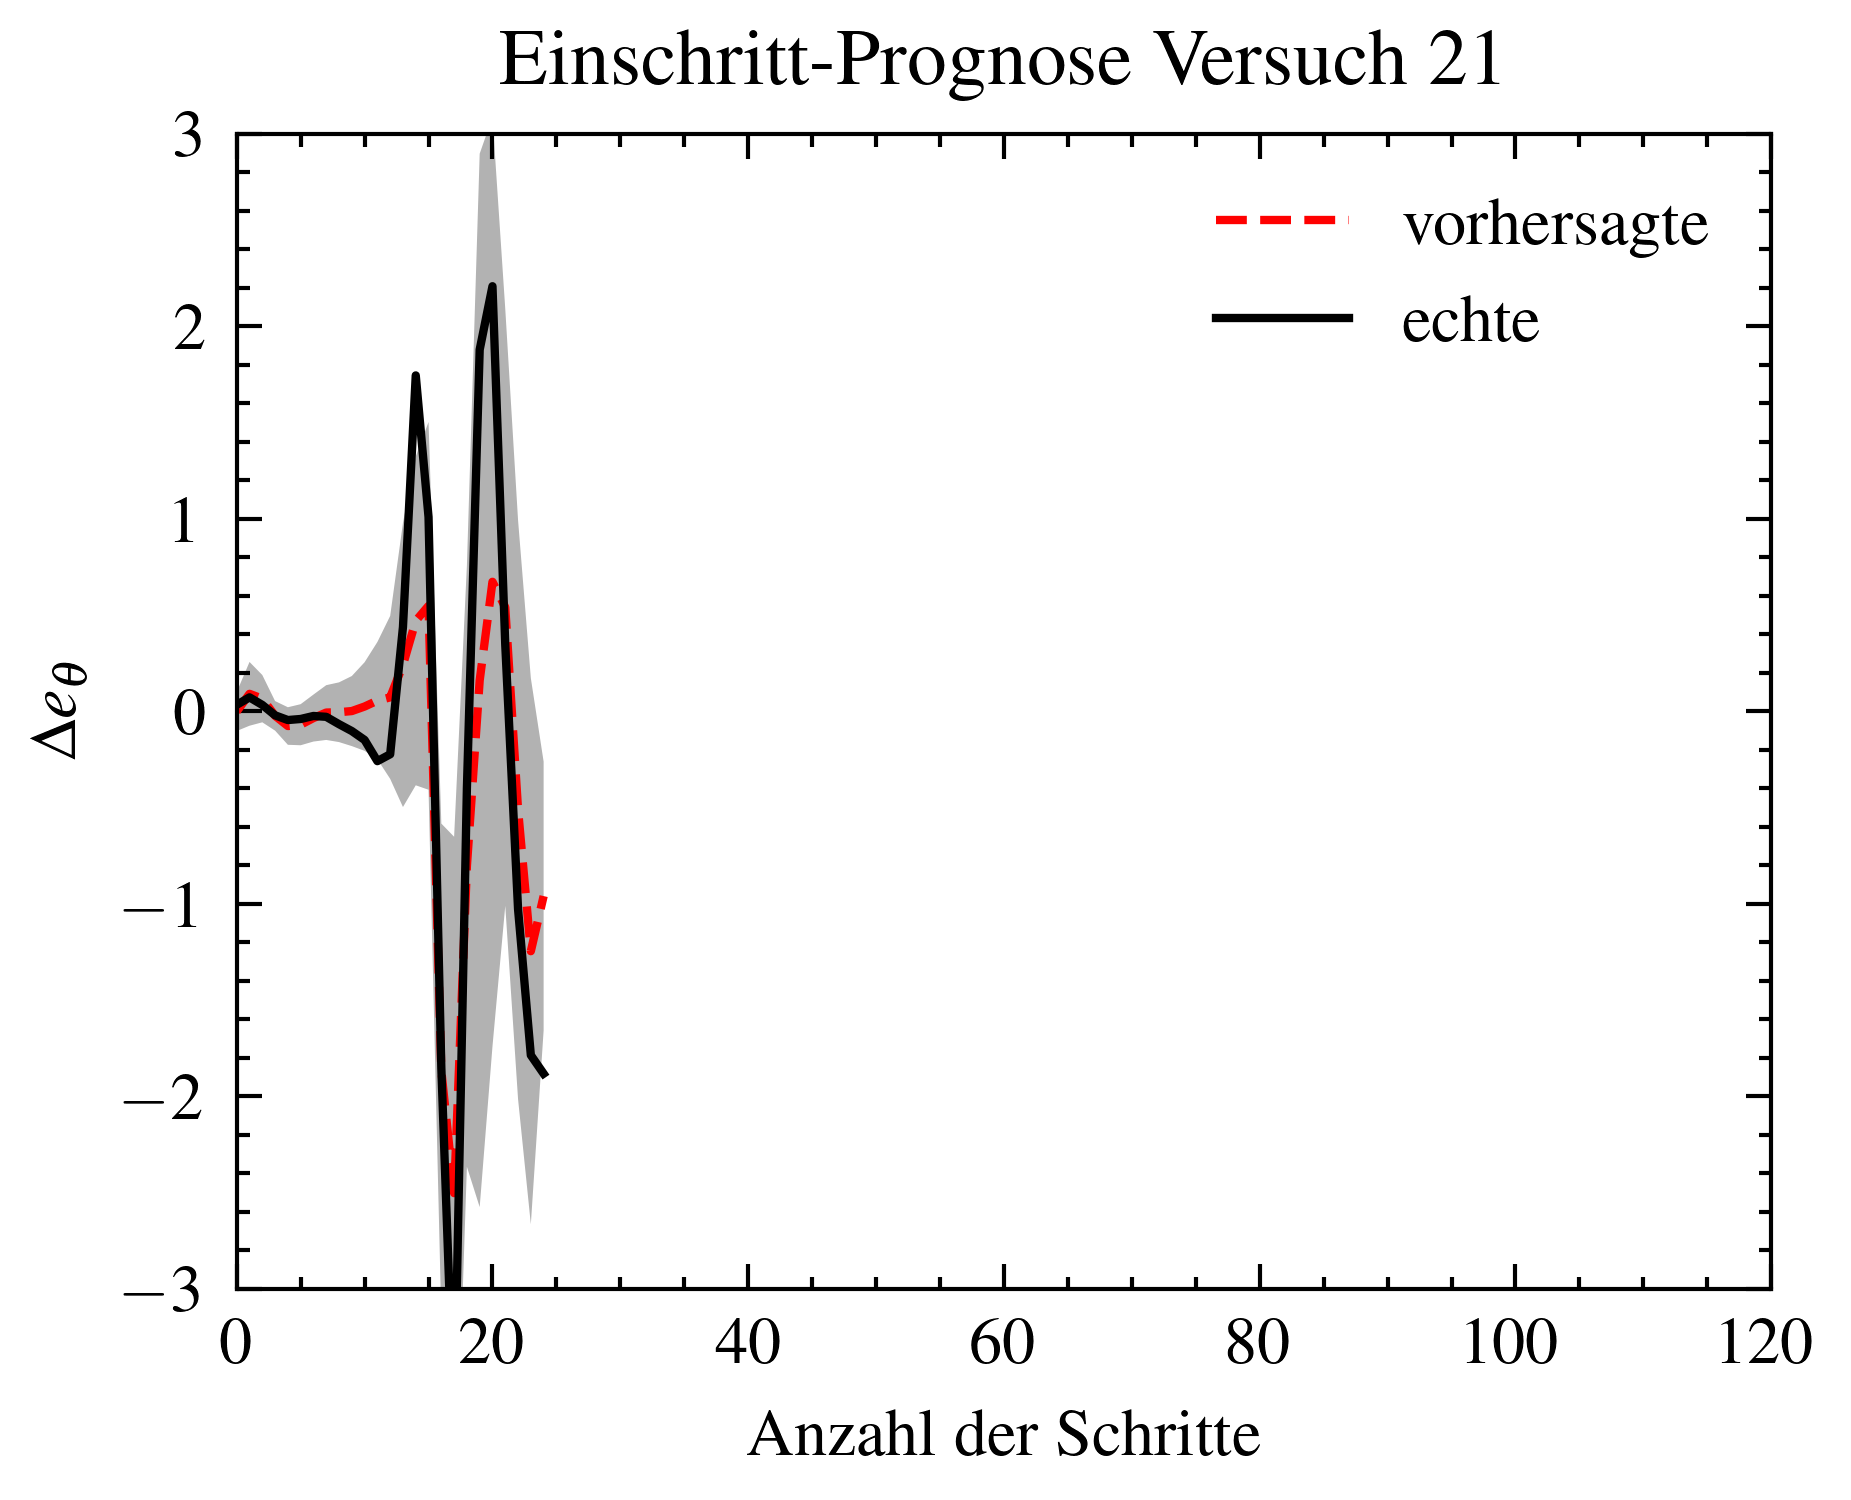 Einschritt-Prognose Versuch 21
3
2
1
0
−1
−2
−3
Δe_θ
vorhersagte
echte
0 20 40 60 80 100 120
Anzahl der Schritte